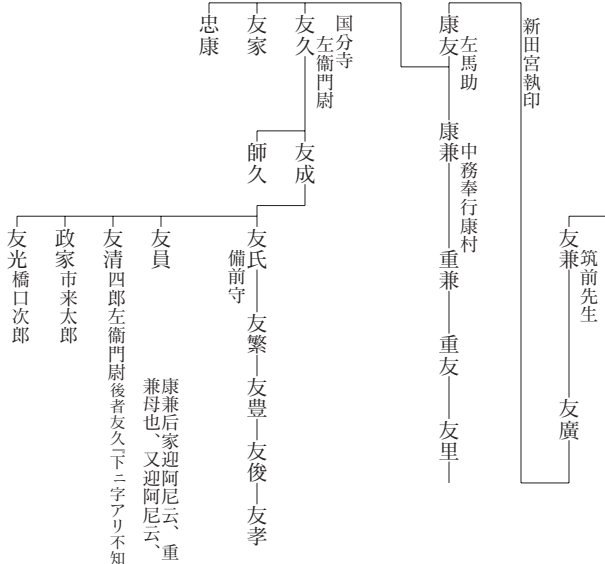 筑前先生
友兼
友廣
新田宮執印
康友左馬助
康兼
中務奉行康村
重兼
重友
友里
国分寺
友久左衞門尉
友家
忠康
友成
師久
友氏
備前守
友繁
友豊
友俊
友孝
友員
康兼后家迎阿尼云、重
兼母也、又迎阿尼云、
友清四郎左衞門尉後者友久『下ニ字アリ不知
政家市来太郎
友光橋口次郎